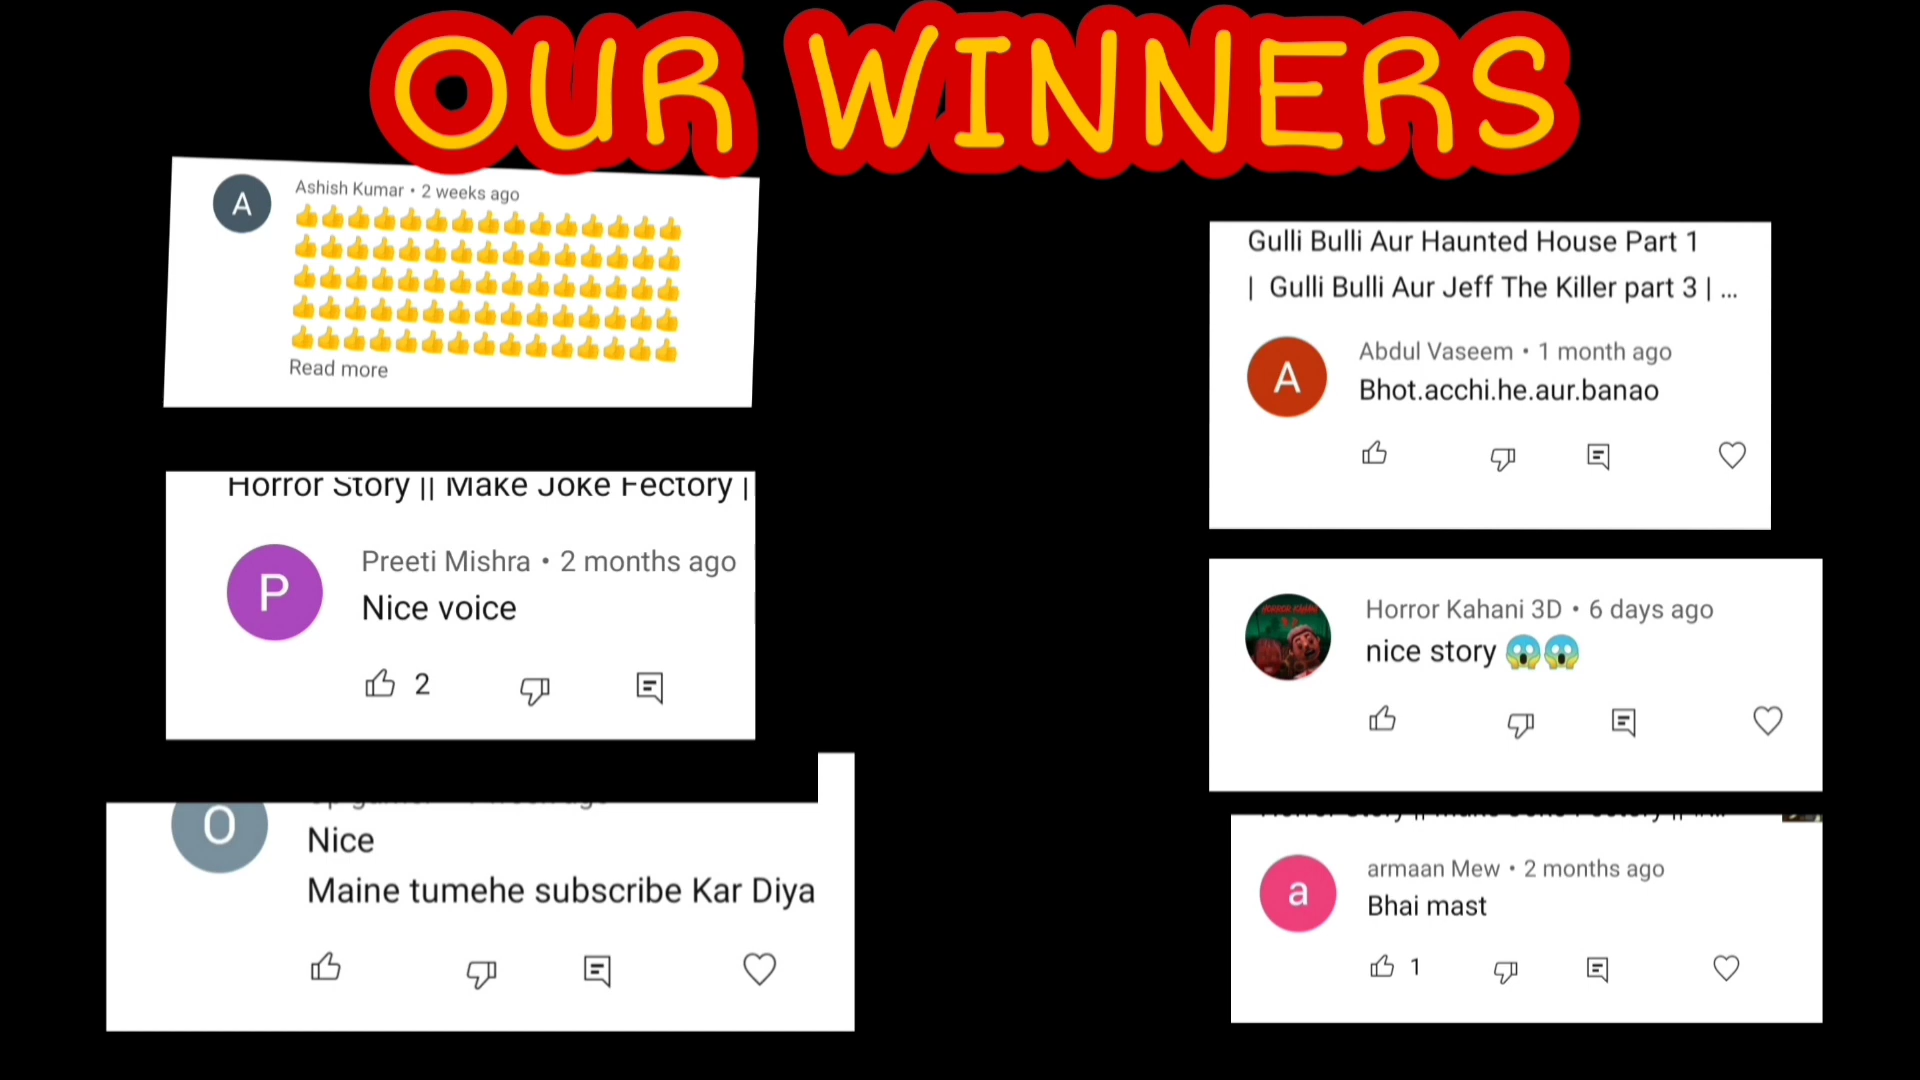 OUR WINNERS
A
Ashish Kumar • 2 weeks ago
👍👍👍👍👍👍👍👍👍👍👍👍👍👍👍
👍👍👍👍👍👍👍👍👍👍👍👍👍👍👍
👍👍👍👍👍👍👍👍👍👍👍👍👍👍👍
👍👍👍👍👍👍👍👍👍👍👍👍👍👍👍
👍👍👍👍👍👍👍👍👍👍👍👍👍👍👍
Read more
Horror Story || Make Joke Fectory |
P
Preeti Mishra • 2 months ago
Nice voice
2
O
Nice
Maine tumehe subscribe Kar Diya
Gulli Bulli Aur Haunted House Part 1
| Gulli Bulli Aur Jeff The Killer part 3 | ...
A
Abdul Vaseem • 1 month ago
Bhot.acchi.he.aur.banao
HORROR KAHANI
Horror Kahani 3D • 6 days ago
nice story 😱😱
a
armaan Mew • 2 months ago
Bhai mast
1